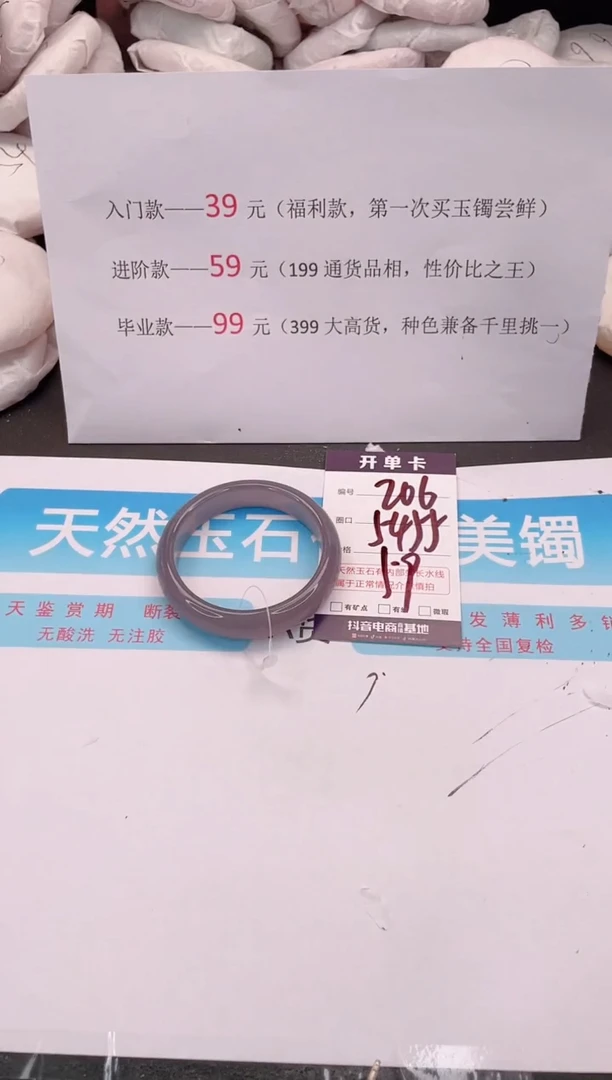 入门款——39 元（福利款，第一次买玉镯尝鲜）
进阶款——59 元（199 通货品相，性价比之王）
毕业款——99 元（399 大高货，种色兼备千里挑一）
开单卡
编号 206
圈口 5455
格 1.9
天然玉石
美镯
天鉴赏期 断裂
无酸洗 无注胶
发薄利多销
支持全国复检
有矿点
抖音电商 基地